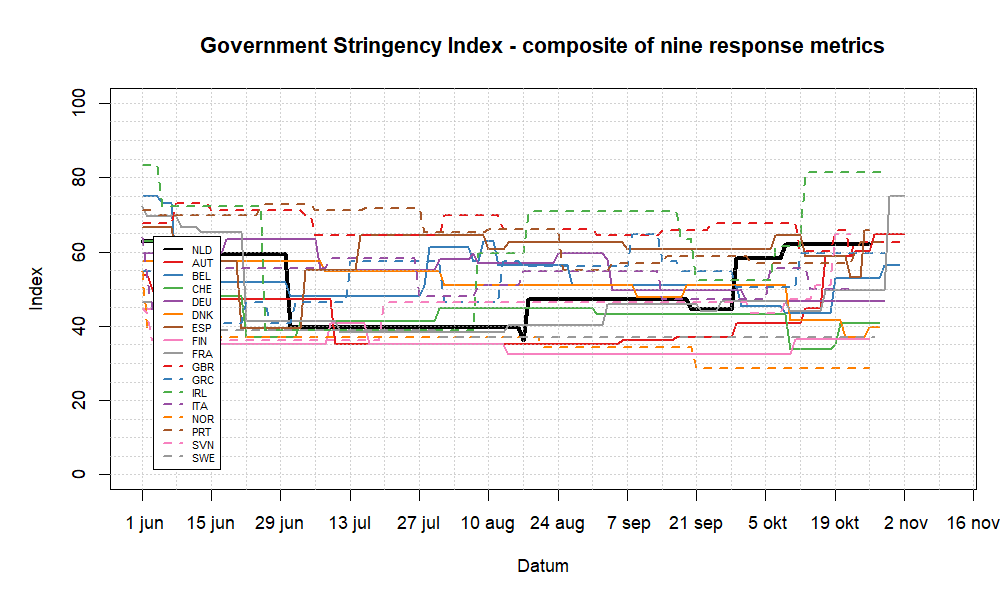 Government Stringency Index - composite of nine response metrics
Index
100
80
60
40
20
0
NLD
AUT
BEL
CHE
DEU
DNK
ESP
FIN
FRA
GBR
GRC
IRL
ITA
NOR
PRT
SVN
SWE
1 jun 15 jun 29 jun 13 jul 27 jul 10 aug 24 aug 7 sep 21 sep 5 okt 19 okt 2 nov 16 nov
Datum